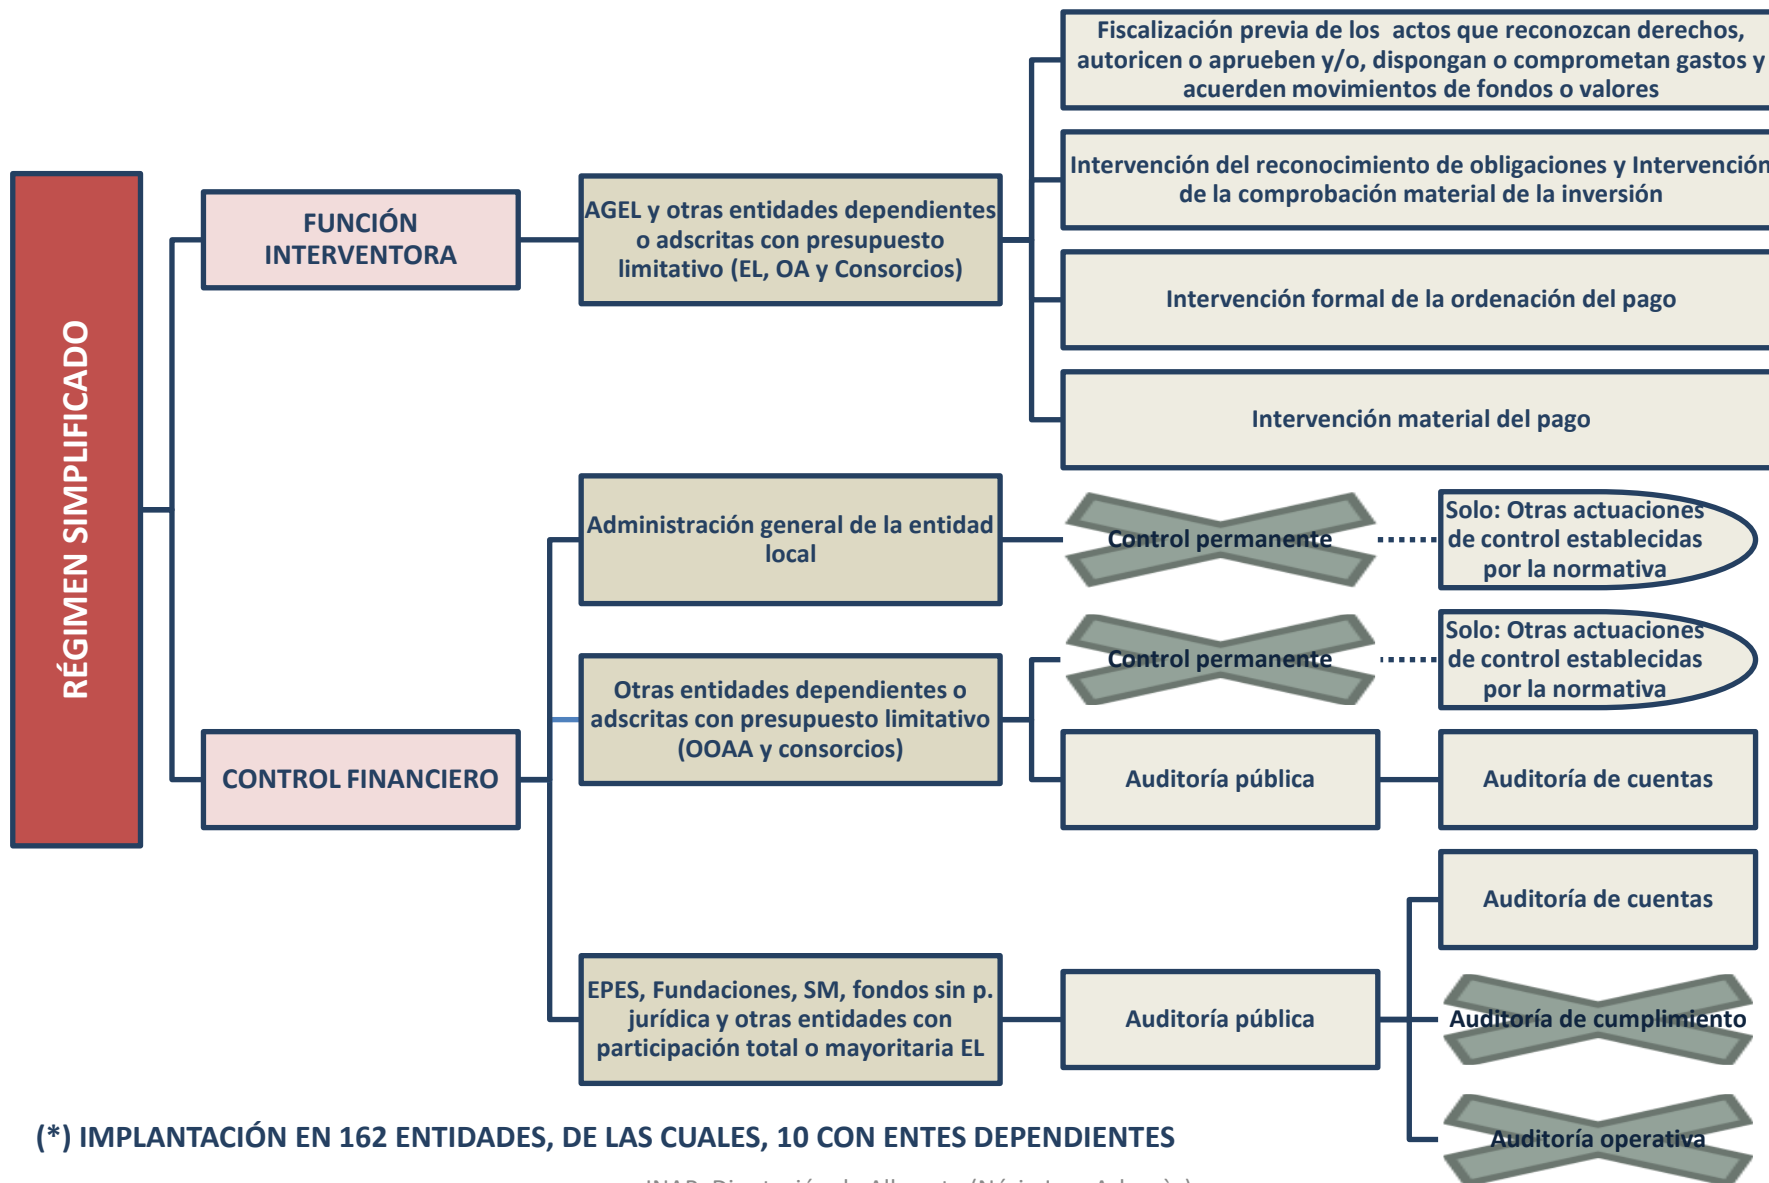 RÉGIMEN SIMPLIFICADO
FUNCIÓN
INTERVENTORA
AGEL y otras entidades dependientes
o adscritas con presupuesto
limitativo (EL, OA y Consorcios)
Fiscalización previa de los actos que reconozcan derechos,
autoricen o aprueben y/o, dispongan o comprometan gastos y
acuerden movimientos de fondos o valores
Intervención del reconocimiento de obligaciones y Intervención
de la comprobación material de la inversión
Intervención formal de la ordenación del pago
Intervención material del pago
CONTROL FINANCIERO
Administración general de la entidad
local
Control permanente
Solo: Otras actuaciones
de control establecidas
por la normativa
Otras entidades dependientes o
adscritas con presupuesto limitativo
(OOAA y consorcios)
Control permanente
Solo: Otras actuaciones
de control establecidas
por la normativa
Auditoría pública
Auditoría de cuentas
EPES, Fundaciones, SM, fondos sin p.
jurídica y otras entidades con
participación total o mayoritaria EL
Auditoría pública
Auditoría de cuentas
Auditoría de cumplimiento
Auditoría operativa
(*) IMPLANTACIÓN EN 162 ENTIDADES, DE LAS CUALES, 10 CON ENTES DEPENDIENTES